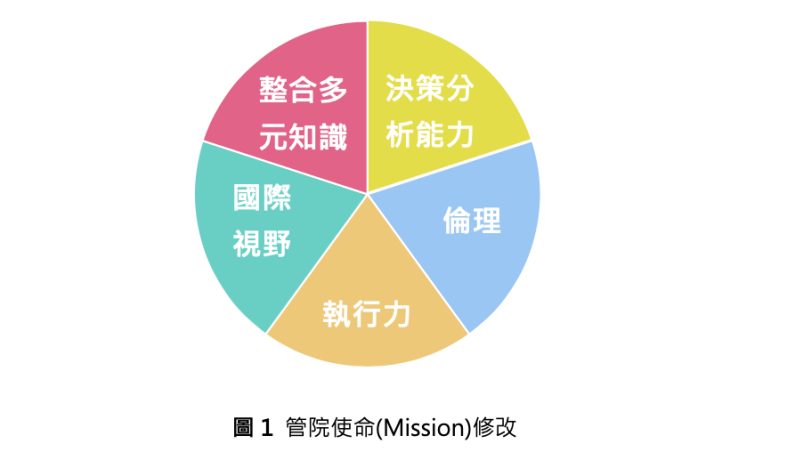 整合多
元知識
決策分
析能力
國際
視野
倫理
執行力
圖 1 管院使命(Mission)修改